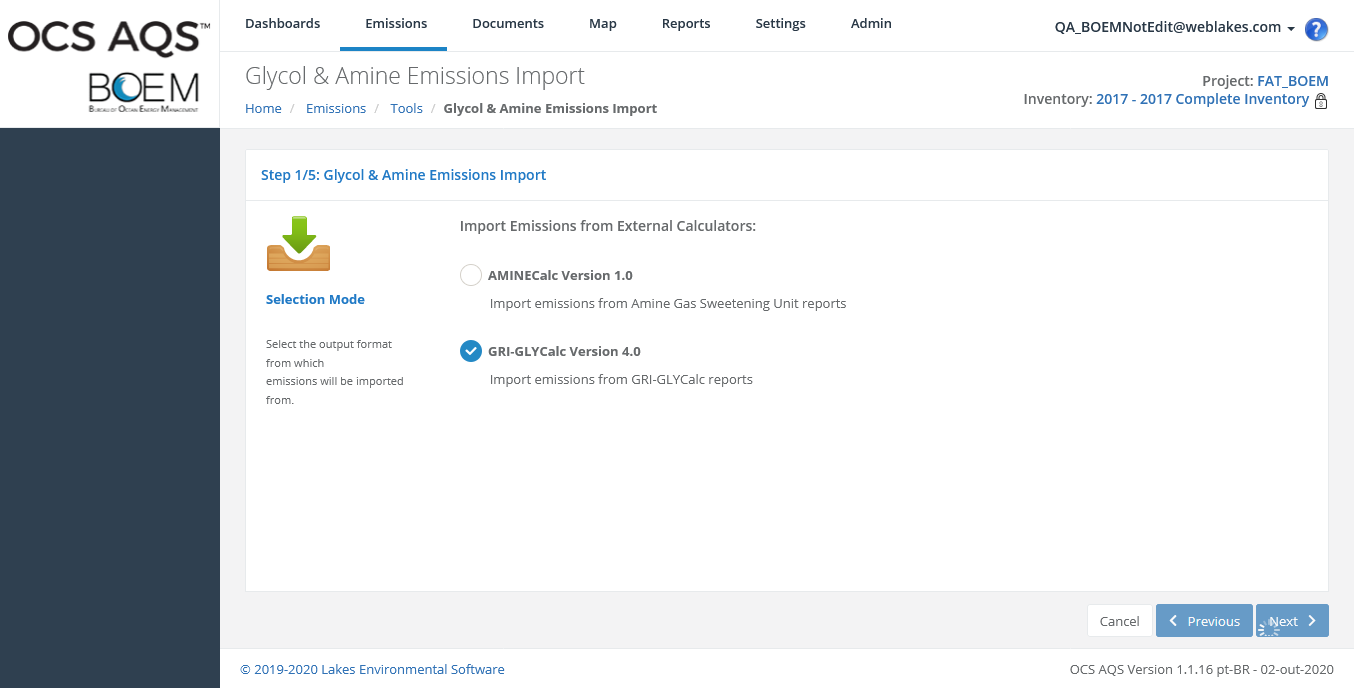 OCS AQS™
BOEM
Bureau of Ocean Energy Management
Dashboards Emissions Documents Map Reports Settings Admin
QA_BOEMNotEdit@weblakes.com
?
Glycol & Amine Emissions Import
Home / Emissions / Tools / Glycol & Amine Emissions Import
Project: FAT_BOEM
Inventory: 2017 - 2017 Complete Inventory
Step 1/5: Glycol & Amine Emissions Import
Selection Mode
Select the output format
from which
emissions will be imported
from.
Import Emissions from External Calculators:
AMINECalc Version 1.0
Import emissions from Amine Gas Sweetening Unit reports
GRI-GLYCalc Version 4.0
Import emissions from GRI-GLYCalc reports
Cancel Previous Next
© 2019-2020 Lakes Environmental Software
OCS AQS Version 1.1.16 pt-BR - 02-out-2020